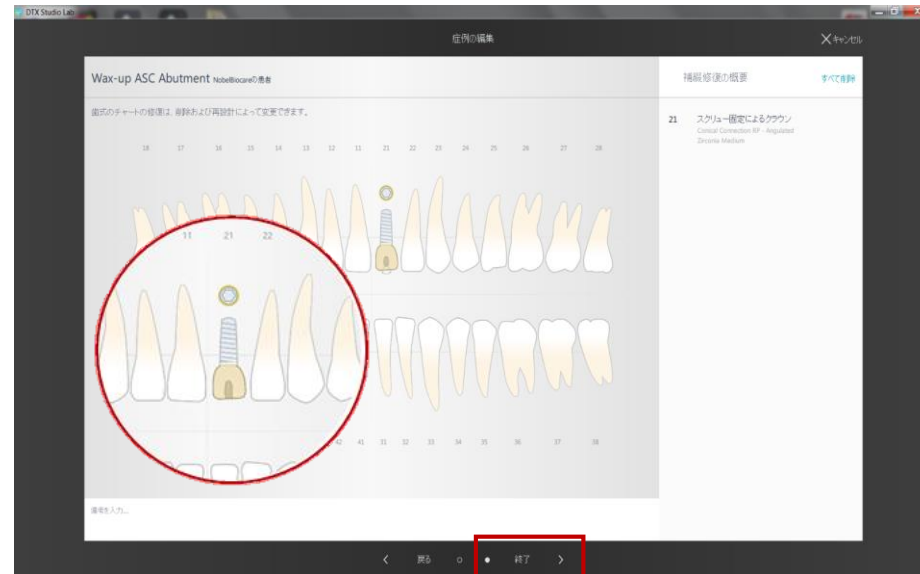 DTX Studio Lab
症例の編集
キャンセル
Wax-up ASC Abutment NobelBiocareの患者
補綴修復の概要
すべて削除
歯式のチャートの修復は、削除および再設計によって変更できます。
21 スクリュー固定によるクラウン
Conical Connection RP - Angulated
Zirconia Medium
18 17 16 15 14 13 12 11 21 22 23 24 25 26 27 28
11 21 22
42 41 31 32 33 34 35 36 37 38
備考を入力...
戻る
終了